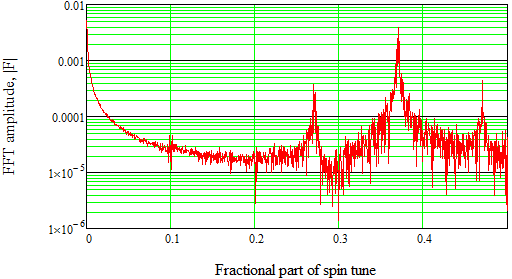 0.01
0.001
0.0001
1×10⁻⁵
1×10⁻⁶
FFT amplitude, |F|
0 0.1 0.2 0.3 0.4
Fractional part of spin tune